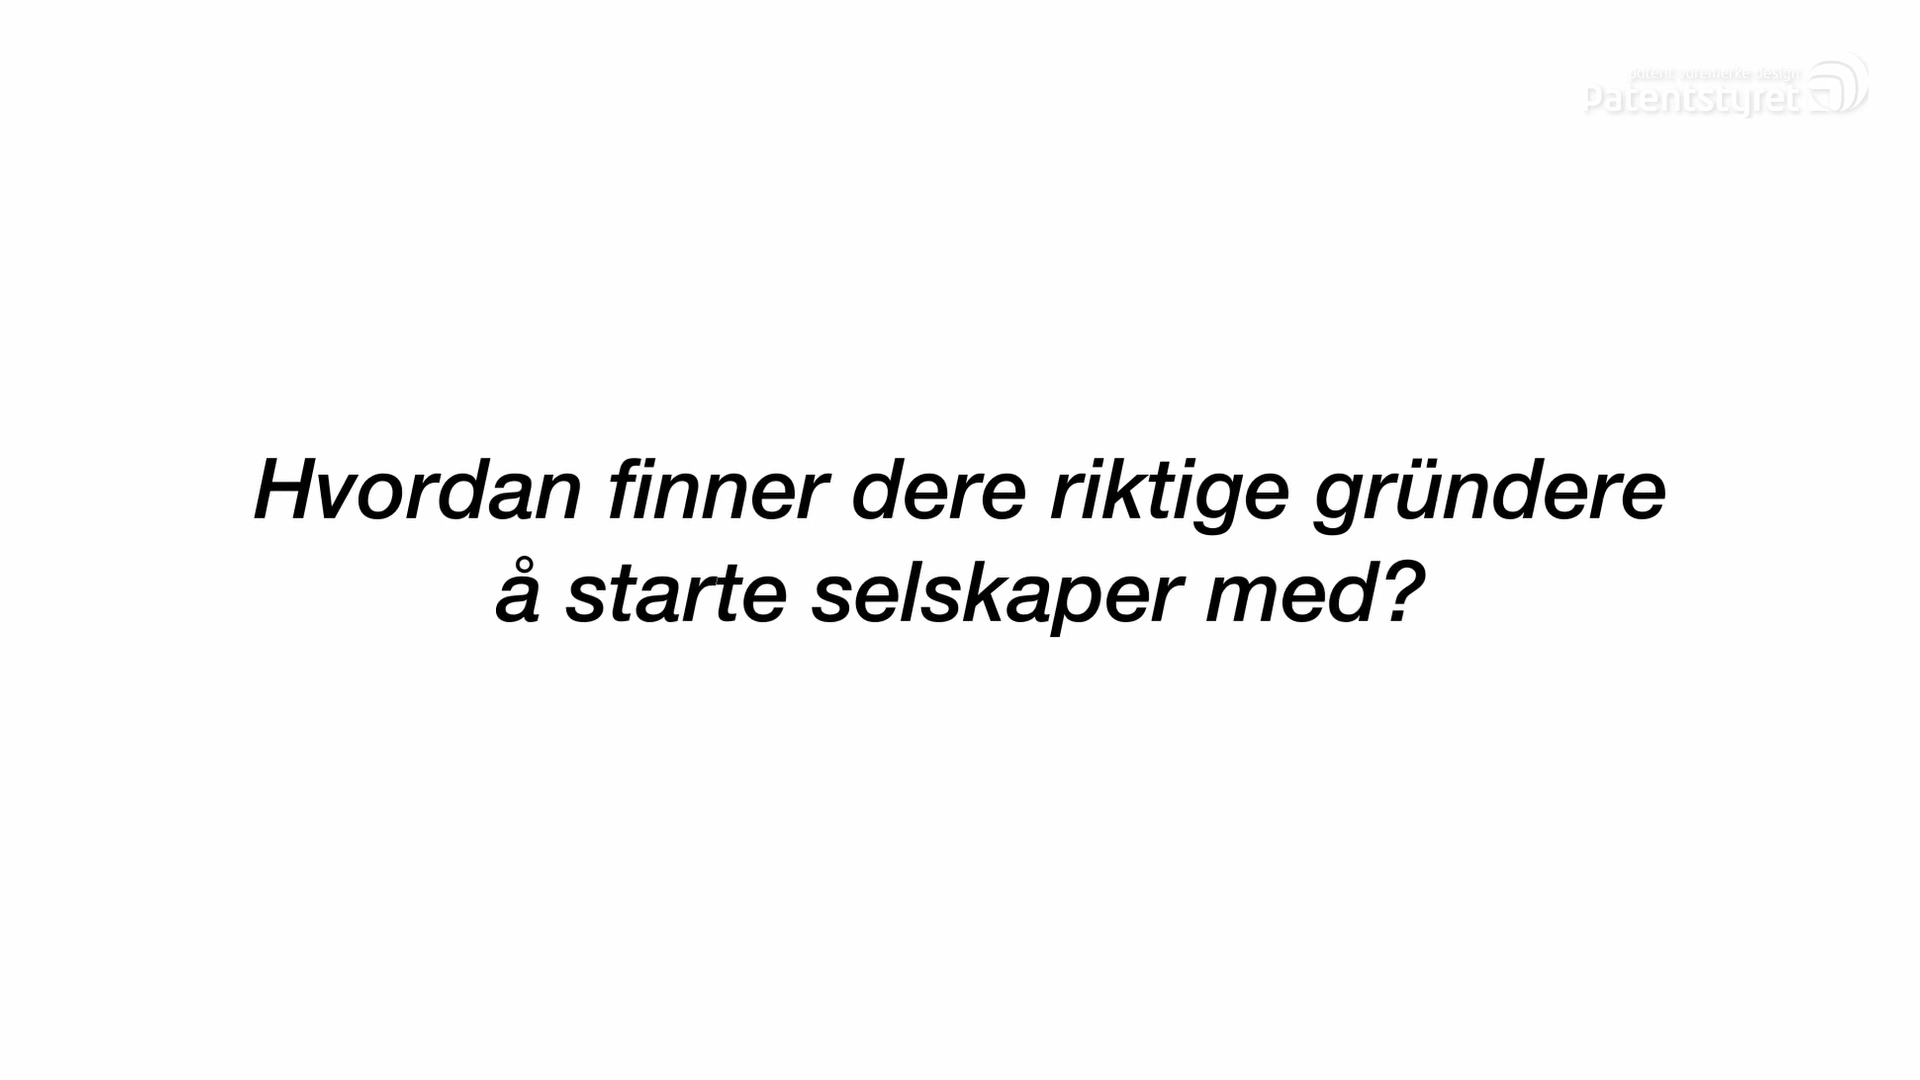 patent varemerke design
Patentstyret
Hvordan finner dere riktige gründere
å starte selskaper med?